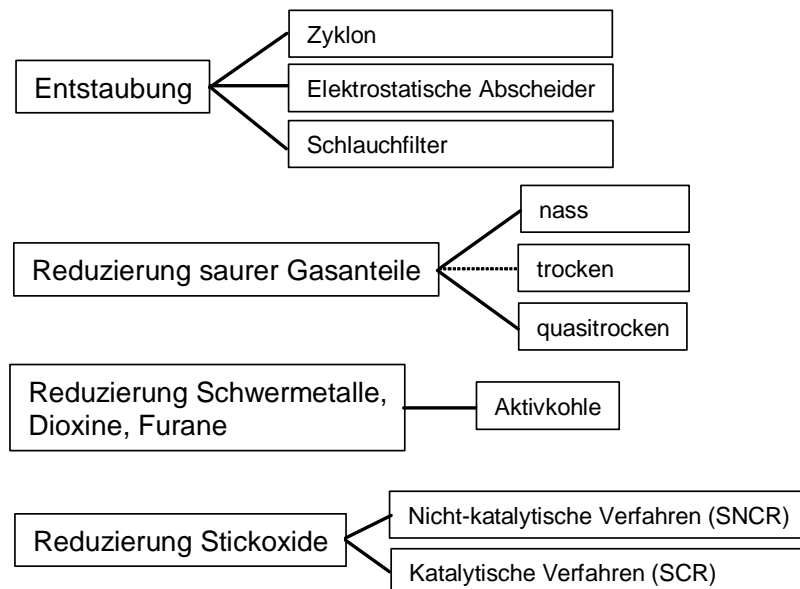 Zyklon
Entstaubung
Elektrostatische Abscheider
Schlauchfilter
nass
Reduzierung saurer Gasanteile
trocken
quasitrocken
Reduzierung Schwermetalle,
Dioxine, Furane
Aktivkohle
Nicht-katalytische Verfahren (SNCR)
Reduzierung Stickoxide
Katalytische Verfahren (SCR)